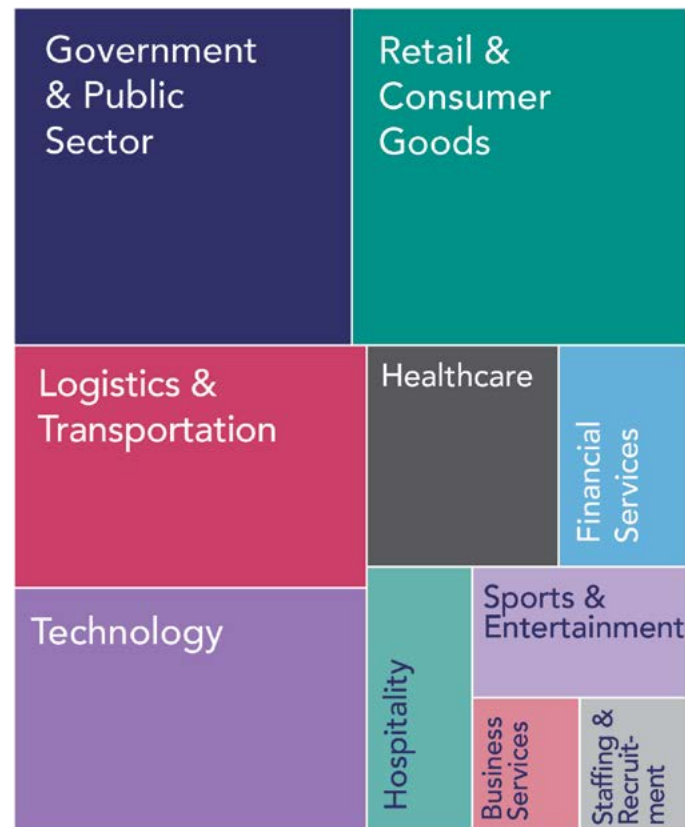 Government
& Public
Sector
Retail &
Consumer
Goods
Logistics &
Transportation
Healthcare
Financial
Services
Technology
Hospitality
Sports &
Entertainment
Business
Services
Staffing &
Recruit-
ment